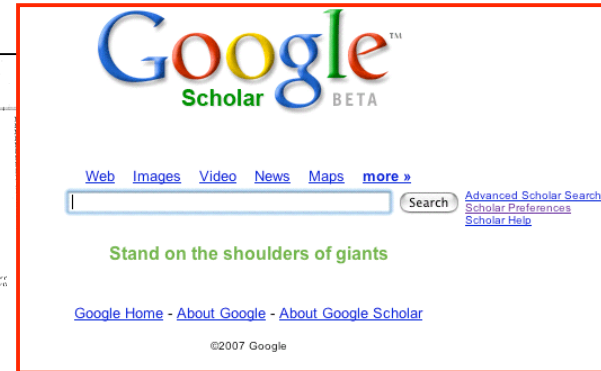 Google™
Scholar BETA
Web Images Video News Maps more »
Search
Advanced Scholar Search
Scholar Preferences
Scholar Help
Stand on the shoulders of giants
Google Home - About Google - About Google Scholar
©2007 Google